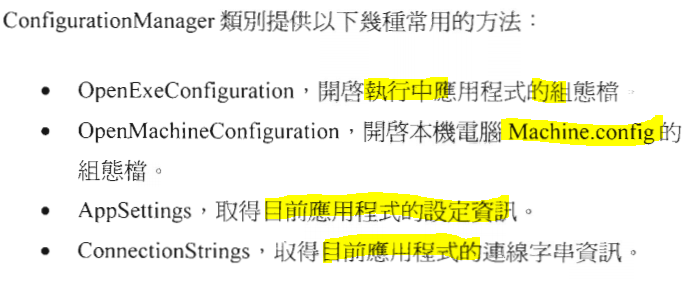 ConfigurationManager 類別提供以下幾種常用的方法：
• OpenExeConfiguration，開啓執行中應用程式的組態檔。
• OpenMachineConfiguration，開啓本機電腦 Machine.config 的
組態檔。
• AppSettings，取得目前應用程式的設定資訊。
• ConnectionStrings，取得目前應用程式的連線字串資訊。